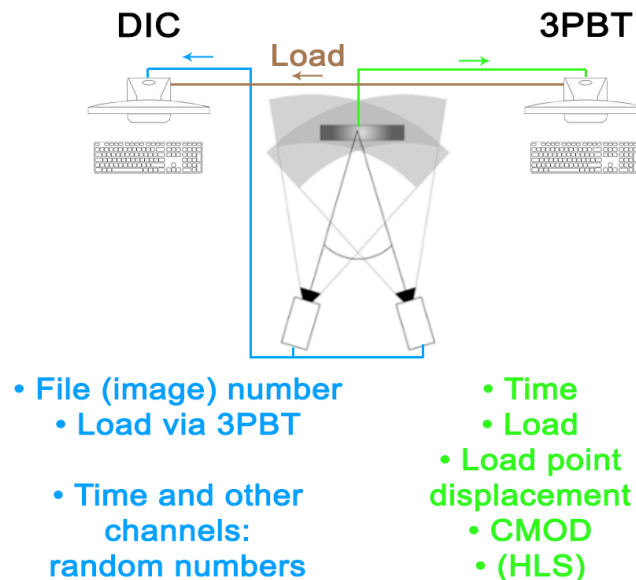 DIC
3PBT
Load
• File (image) number
• Load via 3PBT
• Time and other
channels:
random numbers
• Time
• Load
• Load point
displacement
• CMOD
• (HLS)